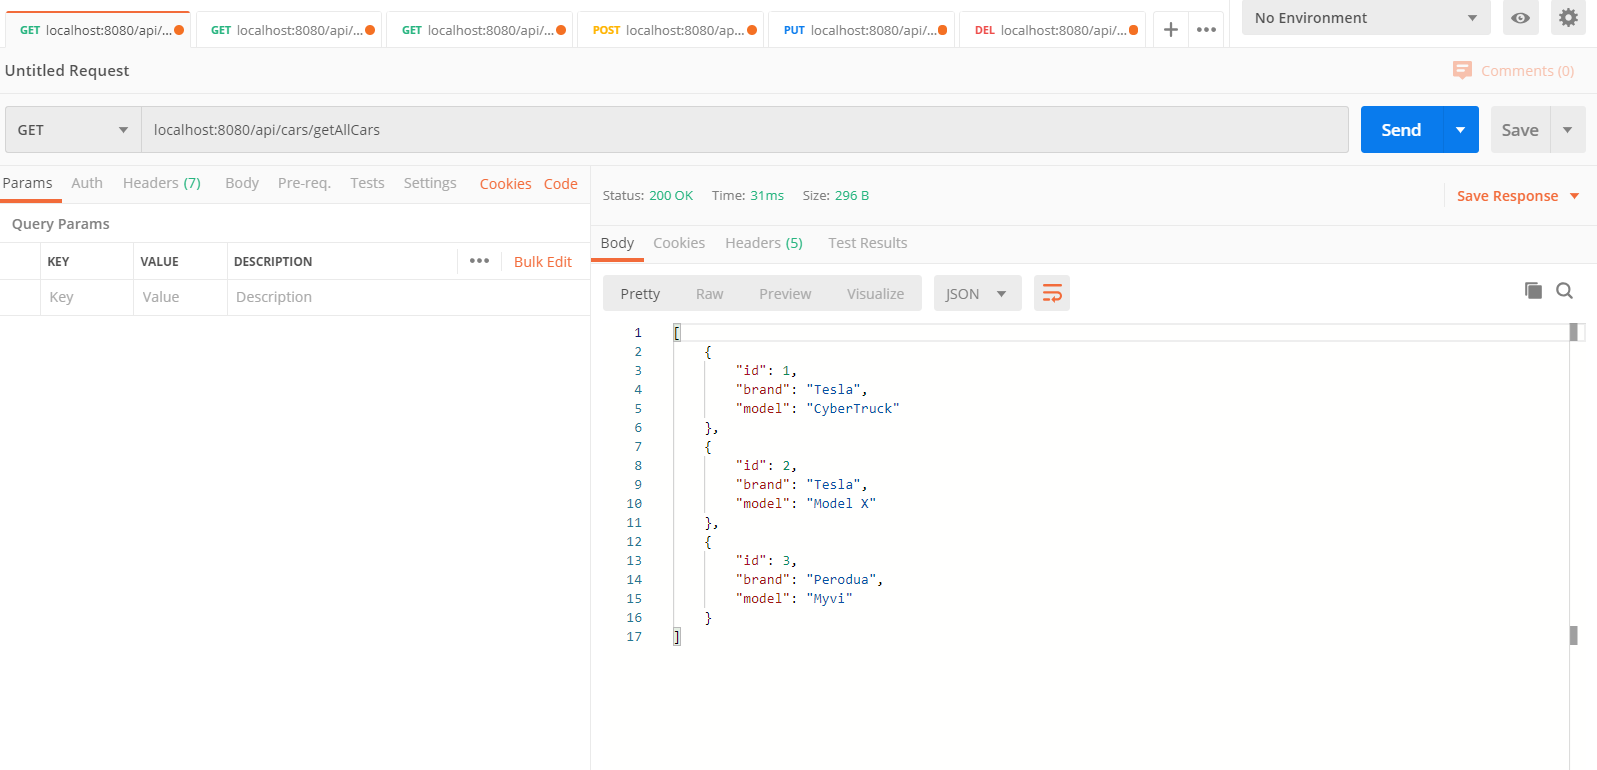 GET localhost:8080/api/... GET localhost:8080/api/... GET localhost:8080/api/... POST localhost:8080/ap... PUT localhost:8080/api/... DEL localhost:8080/api/... No Environment
Untitled Request Comments (0)
GET localhost:8080/api/cars/getAllCars Send Save
Params Auth Headers (7) Body Pre-req. Tests Settings Cookies Code
Query Params
KEY VALUE DESCRIPTION Bulk Edit
Key Value Description
Status: 200 OK Time: 31ms Size: 296 B Save Response
Body Cookies Headers (5) Test Results
Pretty Raw Preview Visualize JSON
1 [
2 {
3 "id": 1,
4 "brand": "Tesla",
5 "model": "CyberTruck"
6 },
7 {
8 "id": 2,
9 "brand": "Tesla",
10 "model": "Model X"
11 },
12 {
13 "id": 3,
14 "brand": "Perodua",
15 "model": "Myvi"
16 }
17 ]